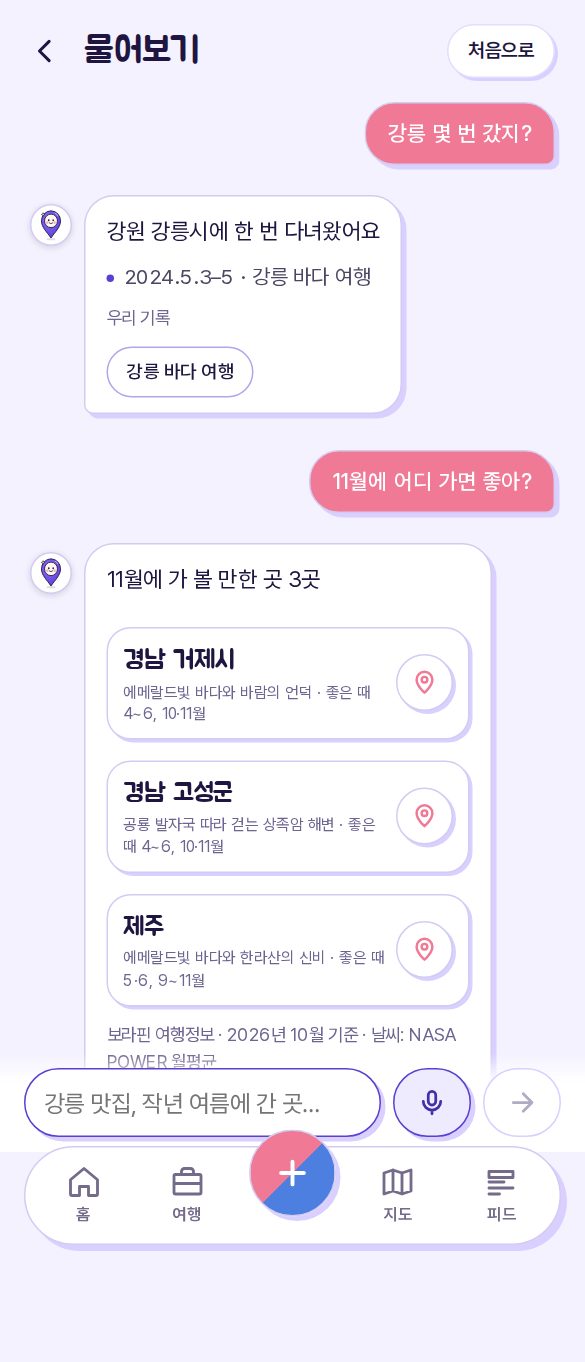 물어보기
처음으로
강릉 몇 번 갔지?
강원 강릉시에 한 번 다녀왔어요
• 2024.5.3–5 · 강릉 바다 여행
우리 기록
강릉 바다 여행
11월에 어디 가면 좋아?
11월에 가 볼 만한 곳 3곳
경남 거제시
에메랄드빛 바다와 바람의 언덕 · 좋은 때
4~6, 10·11월
경남 고성군
공룡 발자국 따라 걷는 상족암 해변 · 좋은
때 4~6, 10·11월
제주
에메랄드빛 바다와 한라산의 신비 · 좋은 때
5·6, 9~11월
보라핀 여행정보 · 2026년 10월 기준 · 날씨: NASA
POWER 월평균
강릉 맛집, 작년 여름에 간 곳...
홈
여행
지도
피드